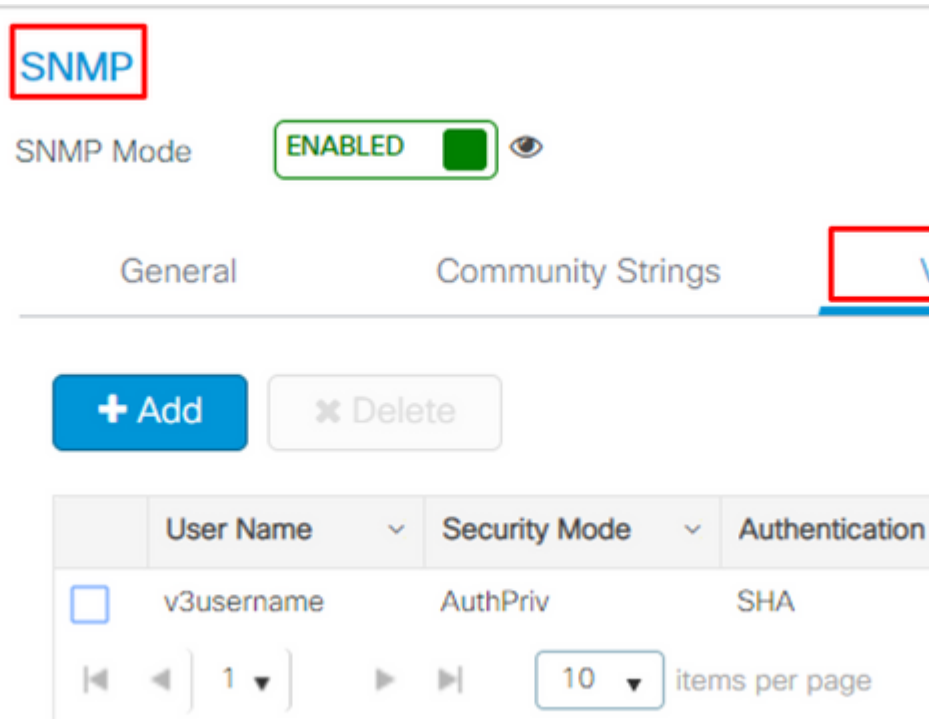 SNMP
SNMP Mode ENABLED
General Community Strings
Add Delete
User Name Security Mode Authentication
v3username AuthPriv SHA
1 10 items per page